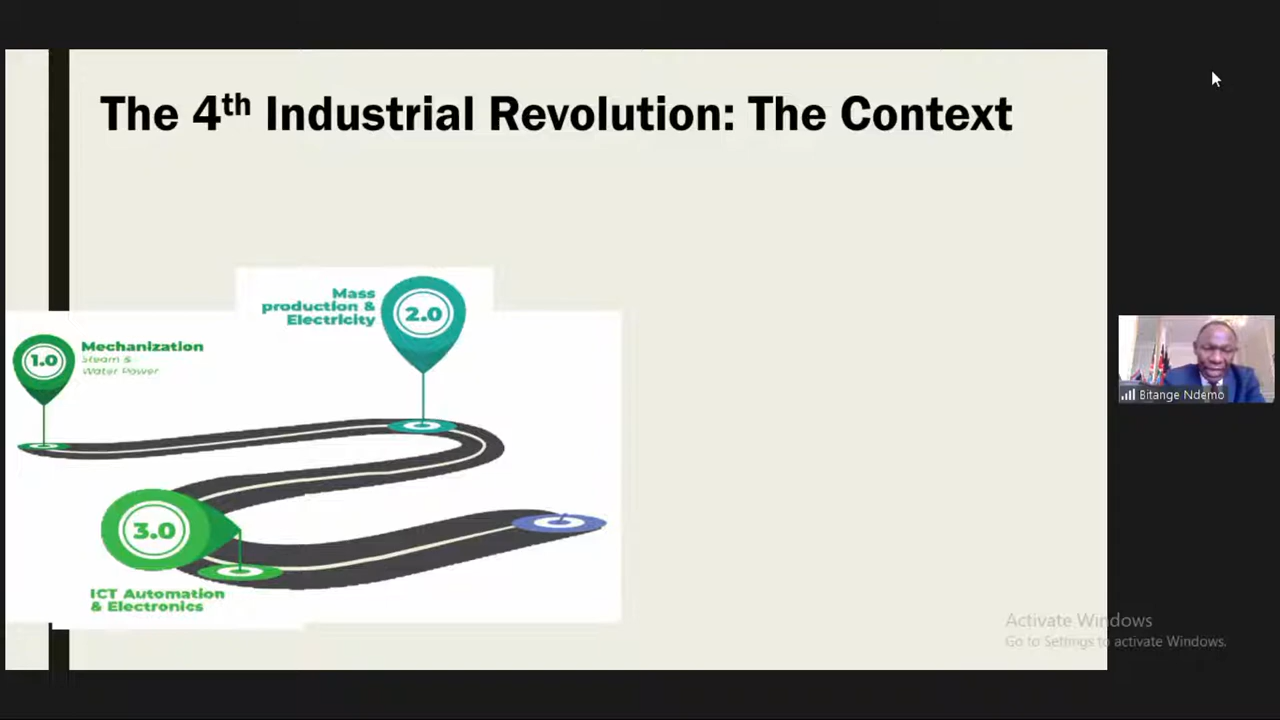 The 4th Industrial Revolution: The Context
Mass
production &
Electricity
2.0
1.0
Mechanization
Steam &
Water Power
3.0
ICT Automation
& Electronics
Bitange Ndemo
Activate Windows
Go to Settings to activate Windows.